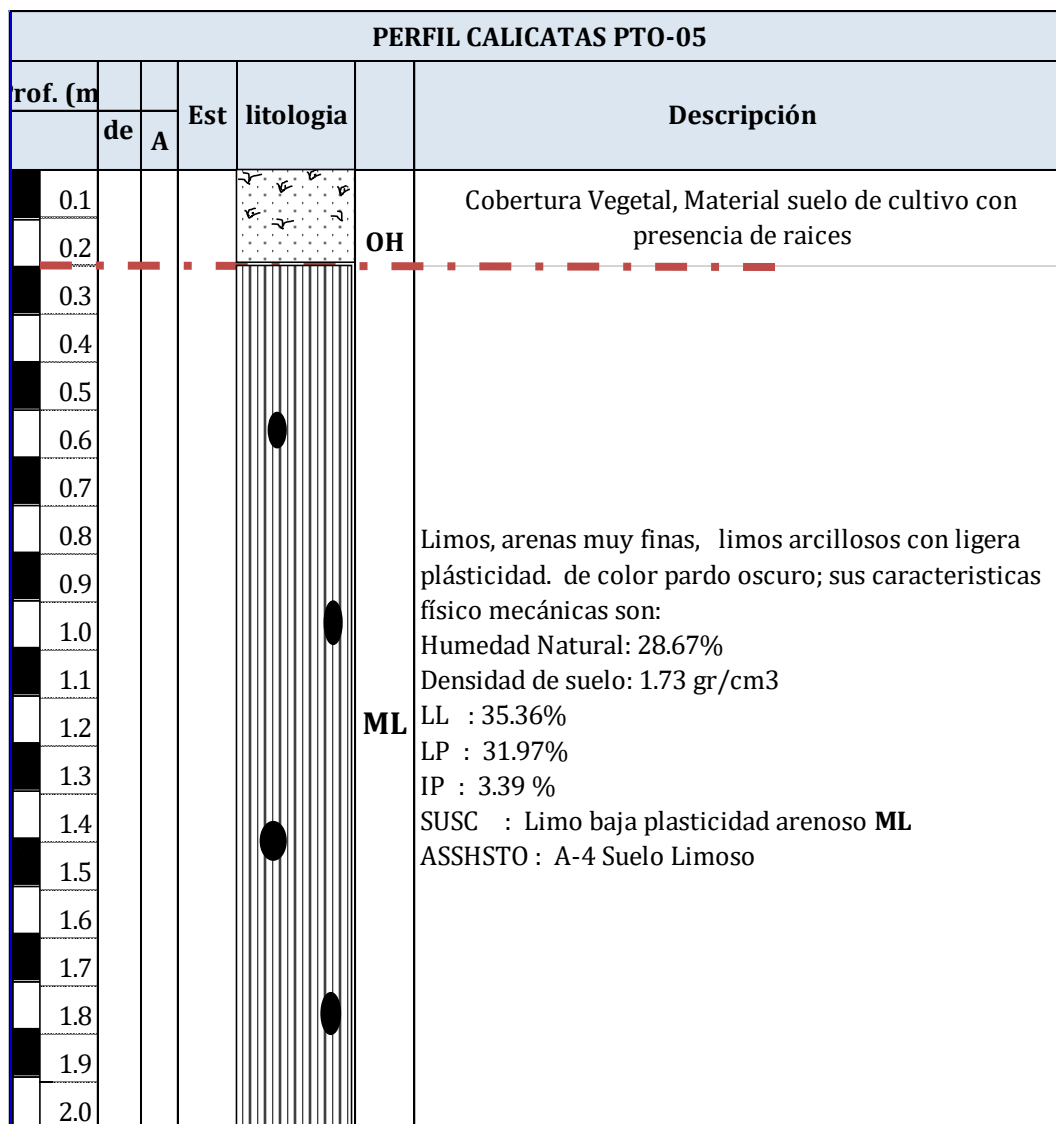 PERFIL CALICATAS PTO-05
rof. (m
de
A
Est
litologia
Descripción
0.1
0.2
OH
Cobertura Vegetal, Material suelo de cultivo con
presencia de raices
0.3
0.4
0.5
0.6
0.7
0.8
0.9
1.0
1.1
1.2
1.3
1.4
1.5
1.6
1.7
1.8
1.9
2.0
ML
Limos, arenas muy finas, limos arcillosos con ligera
plásticidad. de color pardo oscuro; sus caracteristicas
físico mecánicas son:
Humedad Natural: 28.67%
Densidad de suelo: 1.73 gr/cm3
LL : 35.36%
LP : 31.97%
IP : 3.39 %
SUSC : Limo baja plasticidad arenoso ML
ASSHSTO : A-4 Suelo Limoso